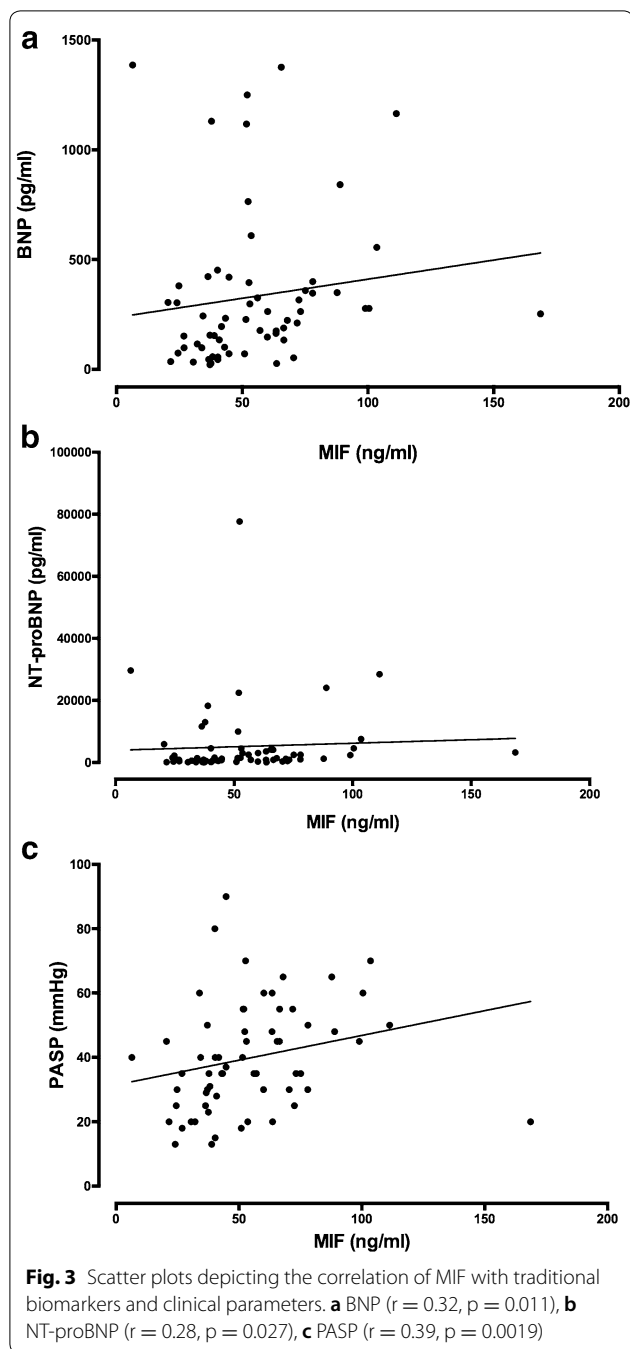 a
1500
1000
500
0
BNP (pg/ml)
0 50 100 150 200
MIF (ng/ml)
b
100000
80000
60000
40000
20000
0
NT-proBNP (pg/ml)
0 50 100 150 200
MIF (ng/ml)
c
100
80
60
40
20
0
PASP (mmHg)
0 50 100 150 200
MIF (ng/ml)
Fig. 3 Scatter plots depicting the correlation of MIF with traditional
biomarkers and clinical parameters. a BNP (r = 0.32, p = 0.011), b
NT-proBNP (r = 0.28, p = 0.027), c PASP (r = 0.39, p = 0.0019)